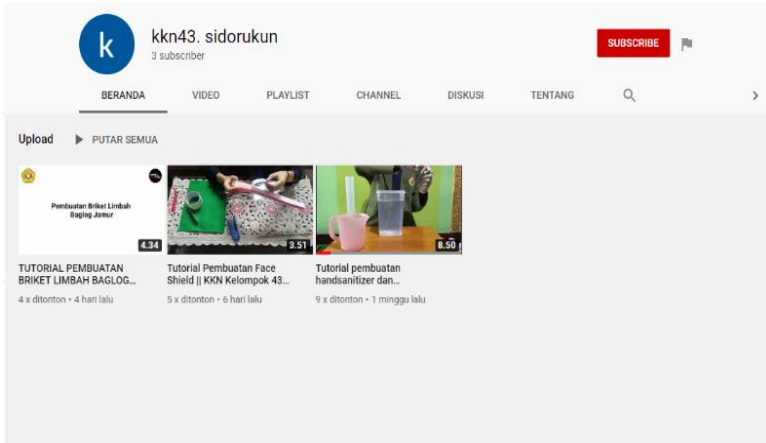 k
kkn43. sidorukun
3 subscriber
SUBSCRIBE
BERANDA VIDEO PLAYLIST CHANNEL DISKUSI TENTANG
Upload PUTAR SEMUA
Pembuatan Briket Limbah
Baglog Jamur
4.34
3.51
8.50
TUTORIAL PEMBUATAN
BRIKET LIMBAH BAGLOG...
4 x ditonton • 4 hari lalu
Tutorial Pembuatan Face
Shield || KKN Kelompok 43...
5 x ditonton • 6 hari lalu
Tutorial pembuatan
handsanitizer dan...
9 x ditonton • 1 minggu lalu